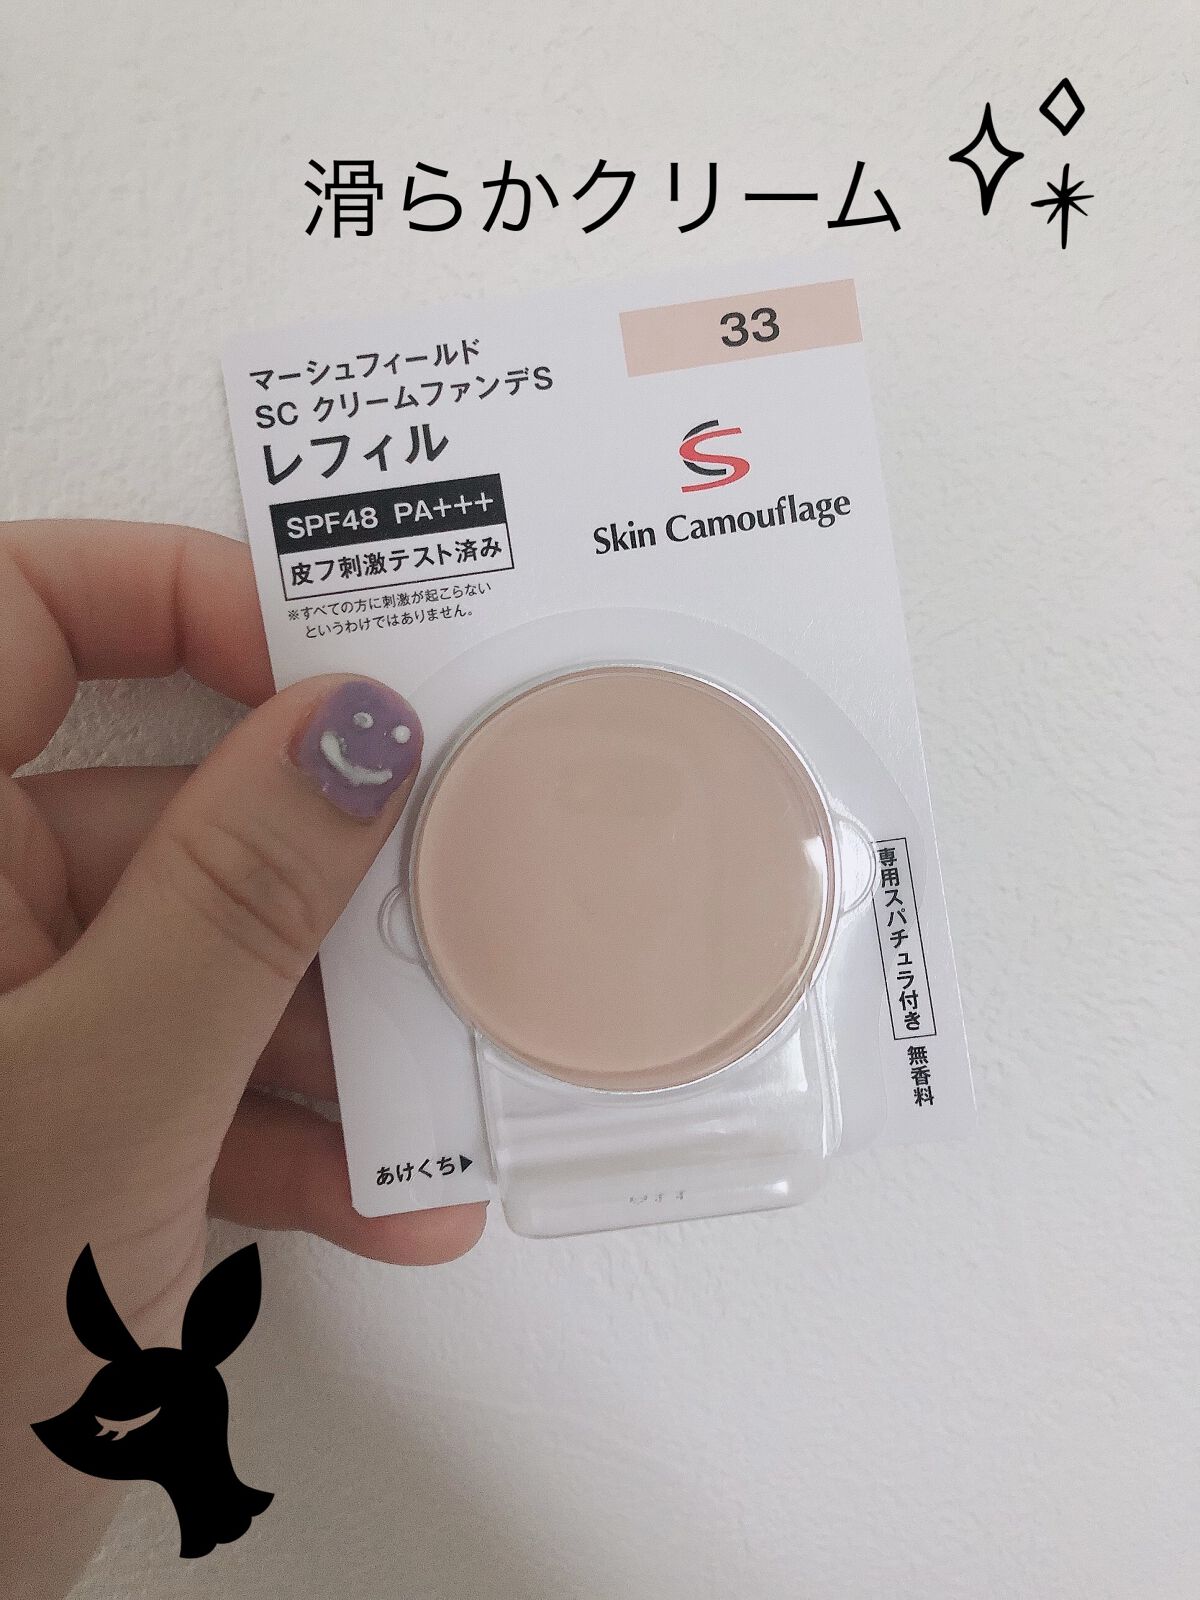 滑らかクリーム
33
マーシュフィールド
SC クリームファンデS
レフィル
SPF48 PA+++
皮フ刺激テスト済み
※すべての方に刺激が起こらない
というわけではありません。
Skin Camouflage
専用スパチュラ付き 無香料
あけくち▶